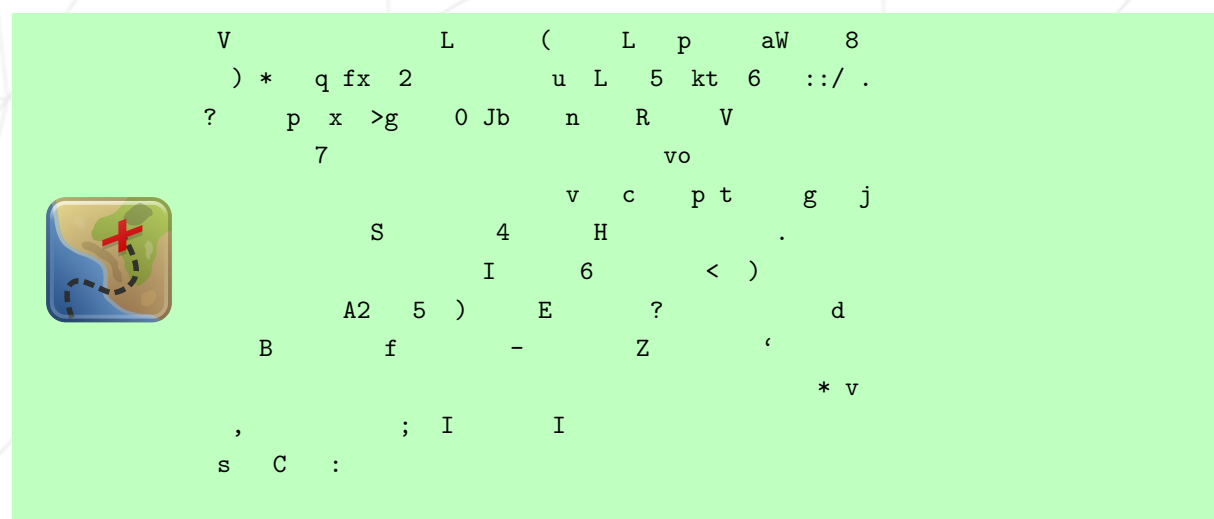 V               L      (     L   p     aW    8
  ) *   q fx  2          u  L   5  kt  6   ::/ .
?     p  x  >g    0 Jb    n    R     V
        7                        vo
                          v   c    p t     g   j
            S        4      H            .
                    I      6        <  )
          A2   5  )     E       ?            d
    B        f        -        Z        ‘
                                            * v
  ,           ;  I       I
 s   C   :